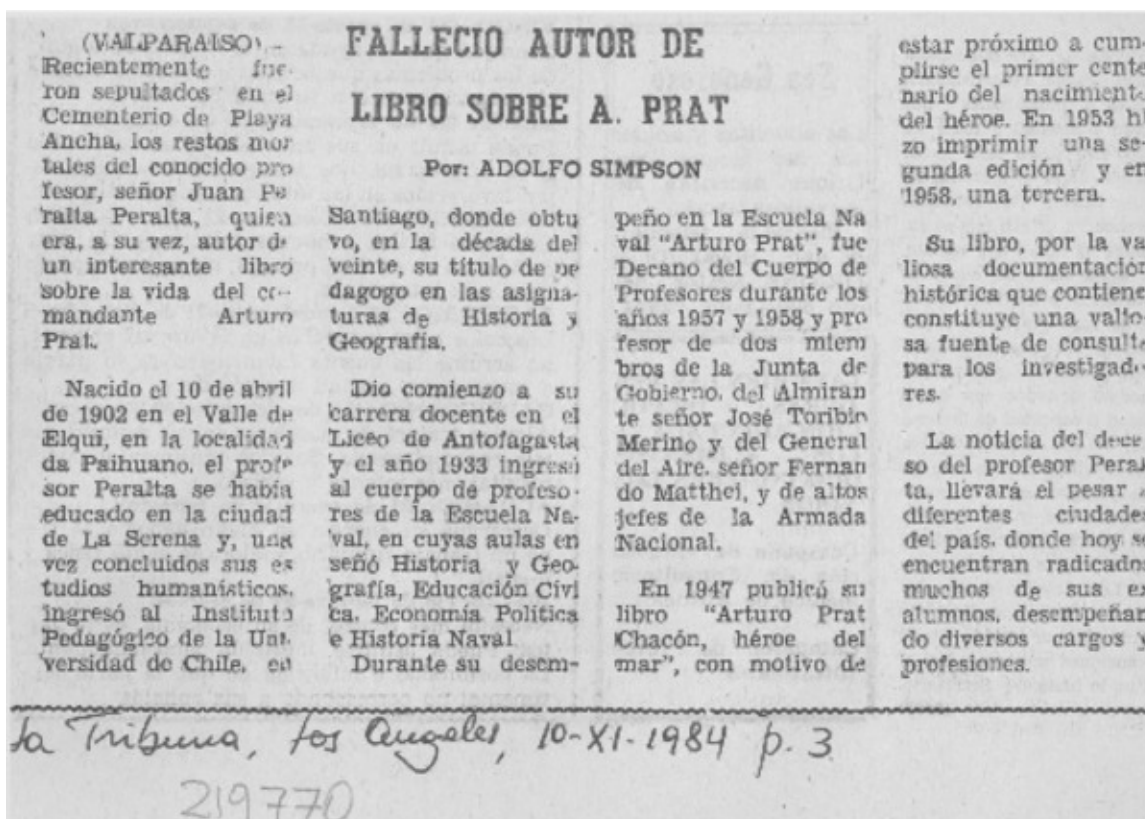 FALLECIO AUTOR DE
LIBRO SOBRE A. PRAT
Por: ADOLFO SIMPSON
(VALPARAISO).
Recientemente fue-
ron sepultados en el
Cementerio de Playa
Ancha, los restos mor
tales del conocido pro
fesor, señor Juan Pe
ralta Peralta, quien
era, a su vez, autor de
un interesante libro
sobre la vida del co-
mandante Arturo
Prat.
Nacido el 10 de abril
de 1902 en el Valle de
Elqui, en la localidad
da Paihuano, el profe
sor Peralta se había
educado en la ciudad
de La Serena y, una
vez concluidos sus es
tudios humanísticos,
ingresó al Instituto
Pedagógico de la Uni
versidad de Chile, en
Santiago, donde obtu
vo, en la década del
veinte, su título de pe
dagogo en las asigna-
turas de Historia y
Geografía.
Dio comienzo a su
carrera docente en el
Liceo de Antofagasta
y el año 1933 ingresó
al cuerpo de profeso-
res de la Escuela Na-
val, en cuyas aulas en
señó Historia y Geo-
grafía, Educación Cívi
ca, Economía Política
e Historia Naval
Durante su desem-
peño en la Escuela Na
val "Arturo Prat", fue
Decano del Cuerpo de
Profesores durante los
años 1957 y 1958 y pro
fesor de dos miem
bros de la Junta de
Gobierno, del Almiran
te señor José Toribio
Merino y del General
del Aire, señor Fernan
do Matthei, y de altos
jefes de la Armada
Nacional.
En 1947 publicó su
libro "Arturo Prat
Chacón, héroe del
mar", con motivo de
estar próximo a cum-
plirse el primer cente
nario del nacimiento
del héroe. En 1953 hi
zo imprimir una se-
gunda edición y en
1958, una tercera.
Su libro, por la va
liosa documentación
histórica que contiene
constituye una valio-
sa fuente de consulta
para los investigado
res.
La noticia del dece
so del profesor Peral
ta, llevará el pesar a
diferentes ciudades
del país, donde hoy se
encuentran radicados
muchos de sus ex
alumnos, desempeñan
do diversos cargos y
profesiones.
La Tribuna, Los Angeles, 10-XI-1984 p. 3
219770